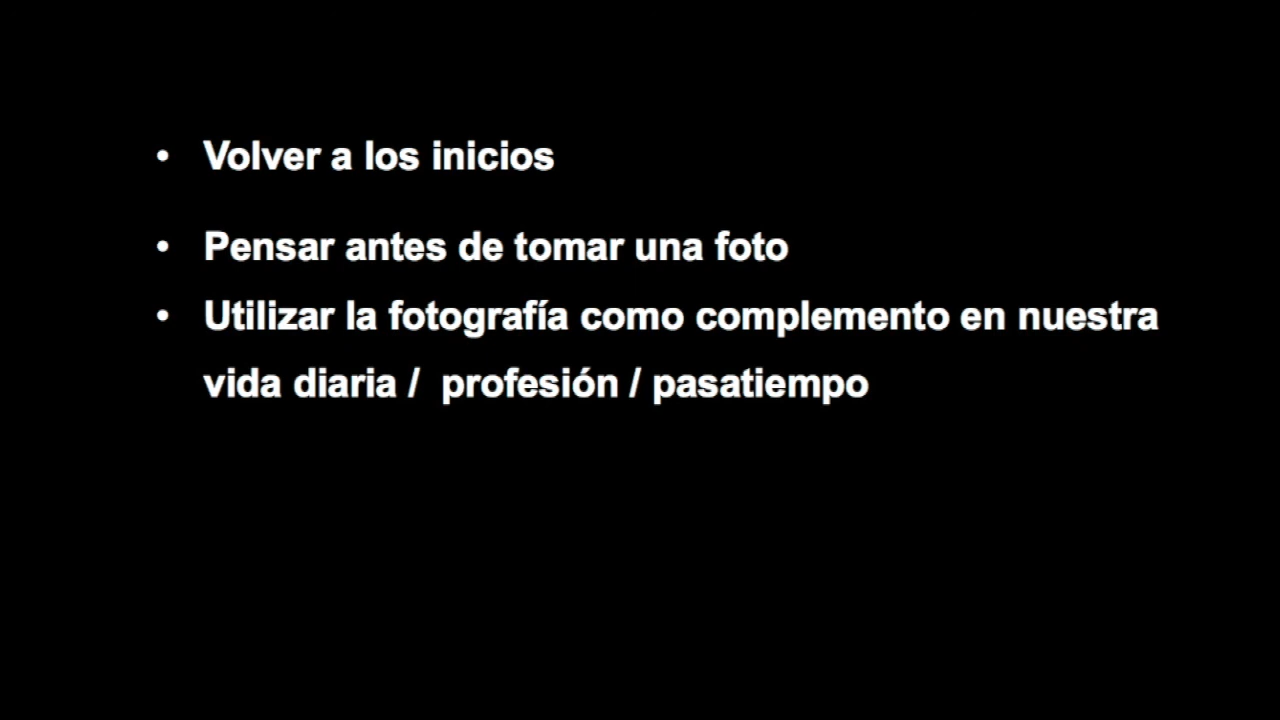 • Volver a los inicios
• Pensar antes de tomar una foto
• Utilizar la fotografía como complemento en nuestra
vida diaria /  profesión / pasatiempo